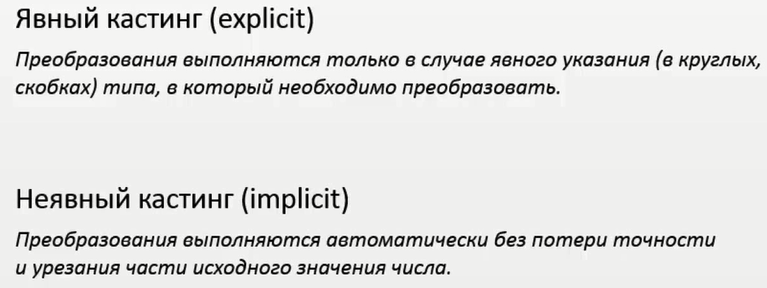 Явный кастинг (explicit)
Преобразования выполняются только в случае явного указания (в круглых,
скобках) типа, в который необходимо преобразовать.
Неявный кастинг (implicit)
Преобразования выполняются автоматически без потери точности
и урезания части исходного значения числа.